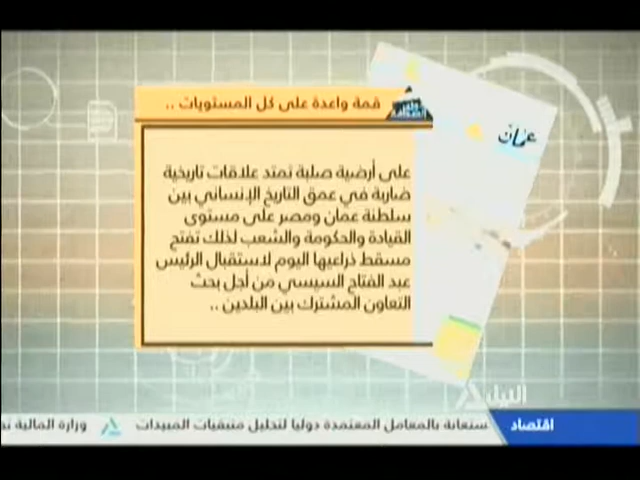 عمان
قمة واعدة على كل المستويات ..
على أرضية صلبة تمتد علاقات تاريخية
ضاربة في عمق التاريخ الإنساني بين
سلطنة عمان ومصر على مستوى
القيادة والحكومة والشعب لذلك تفتح
مسقط ذراعيها اليوم لاستقبال الرئيس
عبد الفتاح السيسي من أجل بحث
التعاون المشترك بين البلدين ..
النيل
اقتصاد
ستعانة بالمعامل المعتمدة دوليا لتحليل متبقيات المبيدات
وزارة المالية